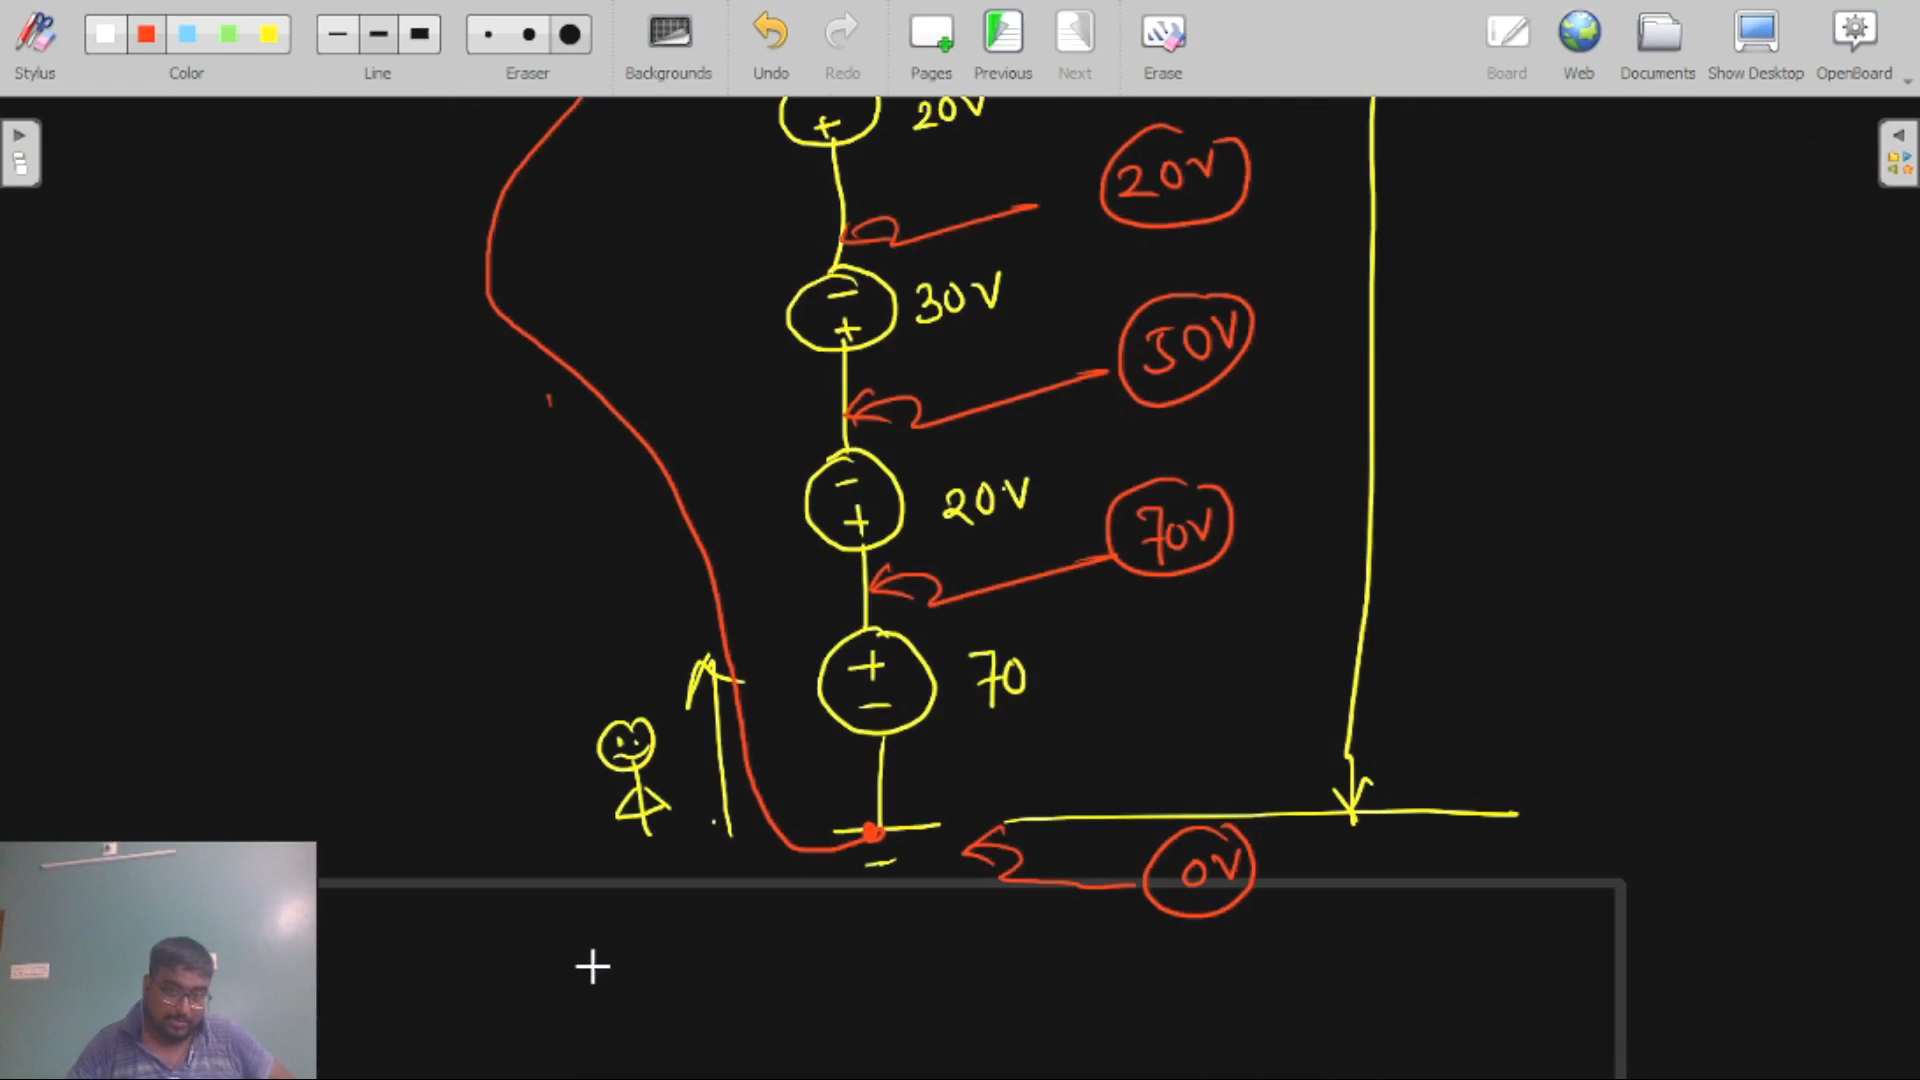 Stylus
Color
Line
Eraser
Backgrounds
Undo
Redo
Pages
Previous
Next
Erase
Board
Web
Documents
Show Desktop
OpenBoard
+
20V
20V
-
+
30V
50V
-
+
20V
70V
+
-
70
0V